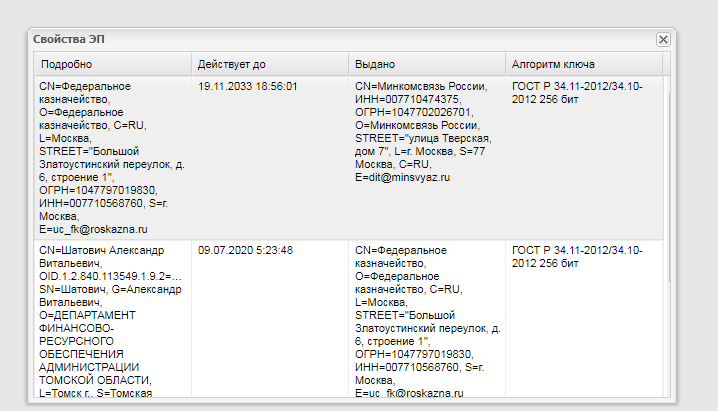 Свойства ЭП
Подробно
Действует до
Выдано
Алгоритм ключа
CN=Федеральное
казначейство,
O=Федеральное
казначейство, C=RU,
L=Москва,
STREET="Большой
Златоустинский переулок, д.
6, строение 1",
ОГРН=1047797019830,
ИНН=007710568760, S=г.
Москва,
E=uc_fk@roskazna.ru
19.11.2033 18:56:01
CN=Минкомсвязь России,
ИНН=007710474375,
ОГРН=1047702026701,
O=Минкомсвязь России,
STREET="улица Тверская,
дом 7", L=г. Москва, S=77
Москва, C=RU,
E=dit@minsvyaz.ru
ГОСТ Р 34.11-2012/34.10-
2012 256 бит
CN=Шатович Александр
Витальевич,
OID.1.2.840.113549.1.9.2=...
SN=Шатович, G=Александр
Витальевич,
O=ДЕПАРТАМЕНТ
ФИНАНСОВО-
РЕСУРСНОГО
ОБЕСПЕЧЕНИЯ
АДМИНИСТРАЦИИ
ТОМСКОЙ ОБЛАСТИ,
L=Томск г., S=Томская
09.07.2020 5:23:48
CN=Федеральное
казначейство,
O=Федеральное
казначейство, C=RU,
L=Москва,
STREET="Большой
Златоустинский переулок, д.
6, строение 1",
ОГРН=1047797019830,
ИНН=007710568760, S=г.
Москва,
E=uc_fk@roskazna.ru
ГОСТ Р 34.11-2012/34.10-
2012 256 бит